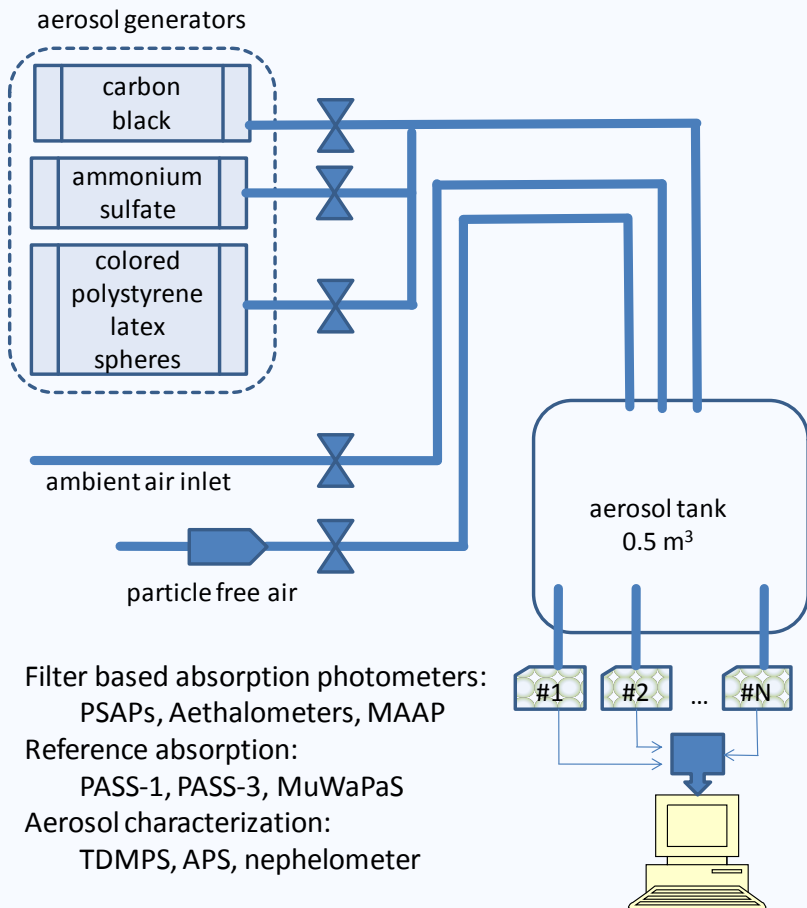 aerosol generators
carbon
black
ammonium
sulfate
colored
polystyrene
latex
spheres
ambient air inlet
particle free air
aerosol tank
0.5 m³
#1 #2 ... #N
Filter based absorption photometers:
PSAPs, Aethalometers, MAAP
Reference absorption:
PASS-1, PASS-3, MuWaPaS
Aerosol characterization:
TDMPS, APS, nephelometer